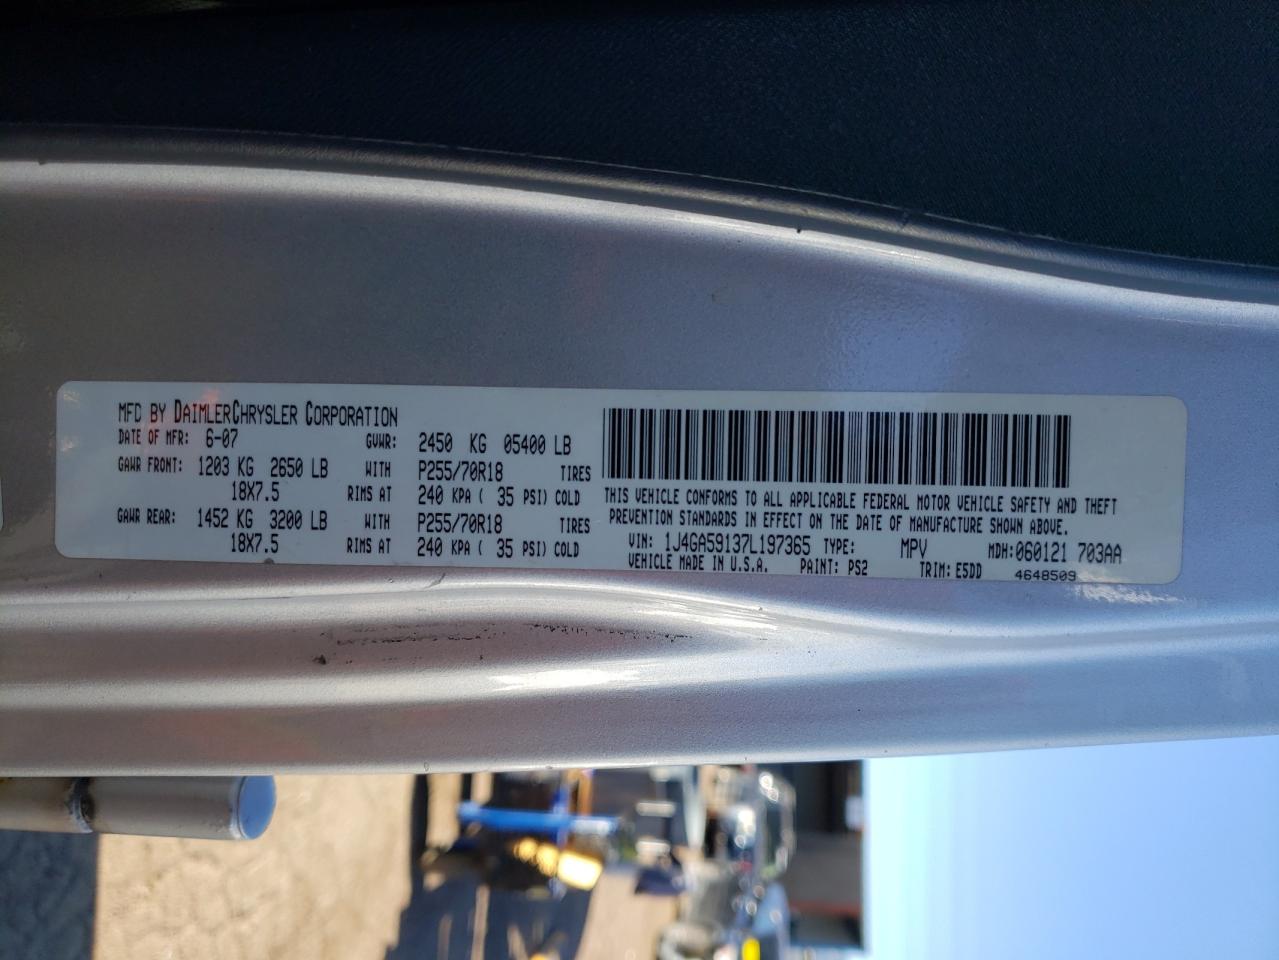 MFD BY DAIMLERCHRYSLER CORPORATION
DATE OF MFR: 6-07 GVWR: 2450 KG 05400 LB
GAWR FRONT: 1203 KG 2650 LB WITH P255/70R18 TIRES
18X7.5 RIMS AT 240 KPA ( 35 PSI) COLD
GAWR REAR: 1452 KG 3200 LB WITH P255/70R18 TIRES
18X7.5 RIMS AT 240 KPA ( 35 PSI) COLD
THIS VEHICLE CONFORMS TO ALL APPLICABLE FEDERAL MOTOR VEHICLE SAFETY AND THEFT
PREVENTION STANDARDS IN EFFECT ON THE DATE OF MANUFACTURE SHOWN ABOVE.
VIN: 1J4GA59137L197365 TYPE: MPV MDH:060121 703AA
VEHICLE MADE IN U.S.A. PAINT: PS2 TRIM: E5DD 4648509